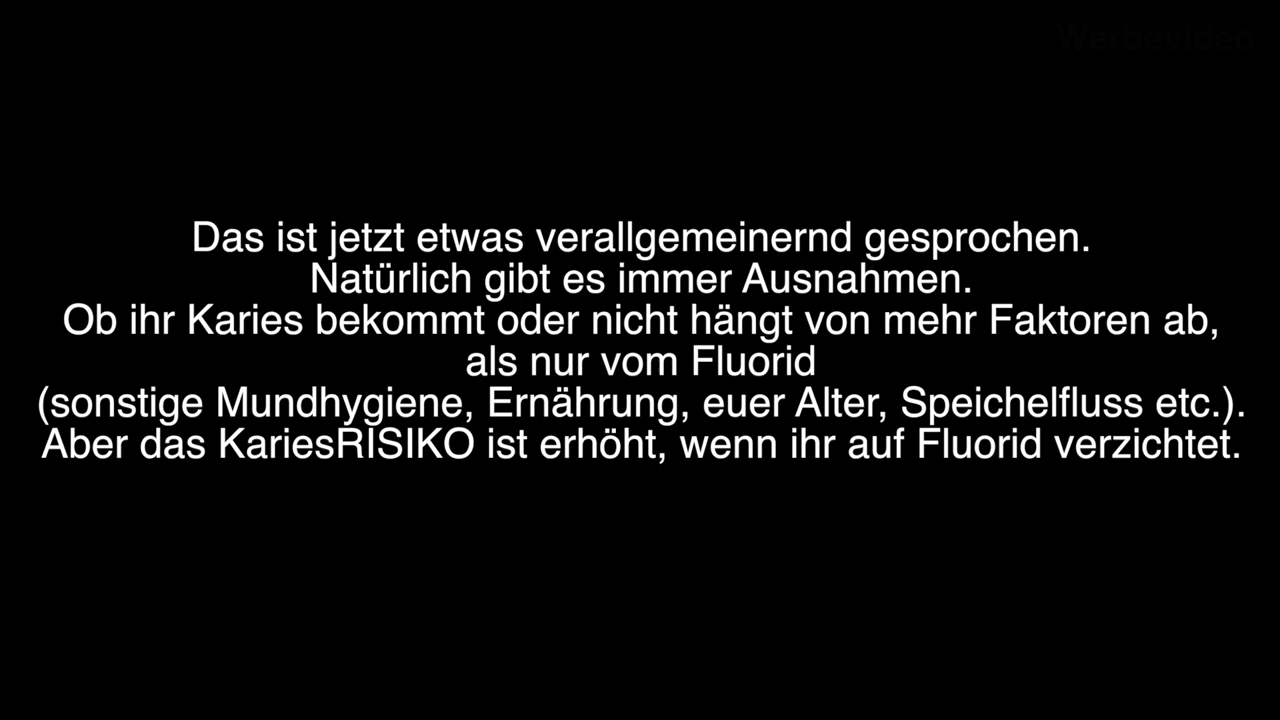 Werbevideo
Das ist jetzt etwas verallgemeinernd gesprochen.
Natürlich gibt es immer Ausnahmen.
Ob ihr Karies bekommt oder nicht hängt von mehr Faktoren ab,
als nur vom Fluorid
(sonstige Mundhygiene, Ernährung, euer Alter, Speichelfluss etc.).
Aber das KariesRISIKO ist erhöht, wenn ihr auf Fluorid verzichtet.